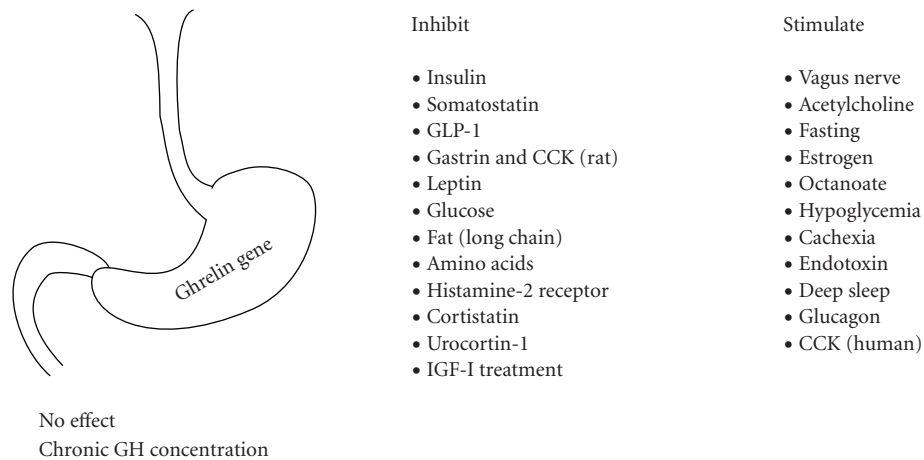 Inhibit
• Insulin
• Somatostatin
• GLP-1
• Gastrin and CCK (rat)
• Leptin
• Glucose
• Fat (long chain)
• Amino acids
• Histamine-2 receptor
• Cortistatin
• Urocortin-1
• IGF-I treatment
Stimulate
• Vagus nerve
• Acetylcholine
• Fasting
• Estrogen
• Octanoate
• Hypoglycemia
• Cachexia
• Endotoxin
• Deep sleep
• Glucagon
• CCK (human)
Ghrelin gene
No effect
Chronic GH concentration